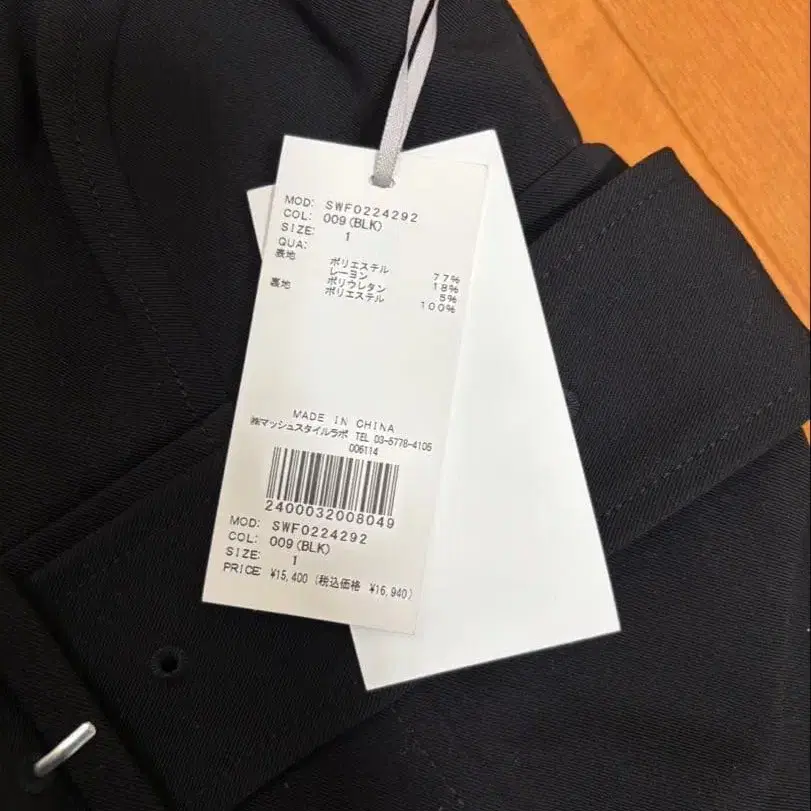 MOD: SWF0224292
COL: 009(BLK)
SIZE: 1
QUA:
表地 ポリエステル 77%
レーヨン 18%
ポリウレタン 5%
裏地 ポリエステル 100%
MADE IN CHINA
㈱マッシュスタイルラボ TEL 03-5778-4106
006114
2400032008049
MOD: SWF0224292
COL: 009(BLK)
SIZE: 1
PRICE: ¥15,400 (税込価格 ¥16,940)